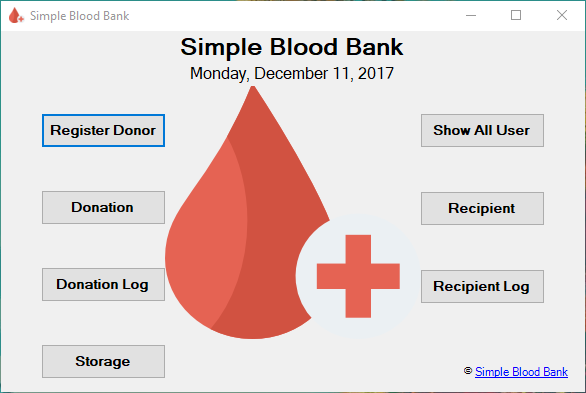 Simple Blood Bank
Simple Blood Bank
Monday, December 11, 2017
Register Donor
Show All User
Donation
Recipient
Donation Log
Recipient Log
Storage
© Simple Blood Bank